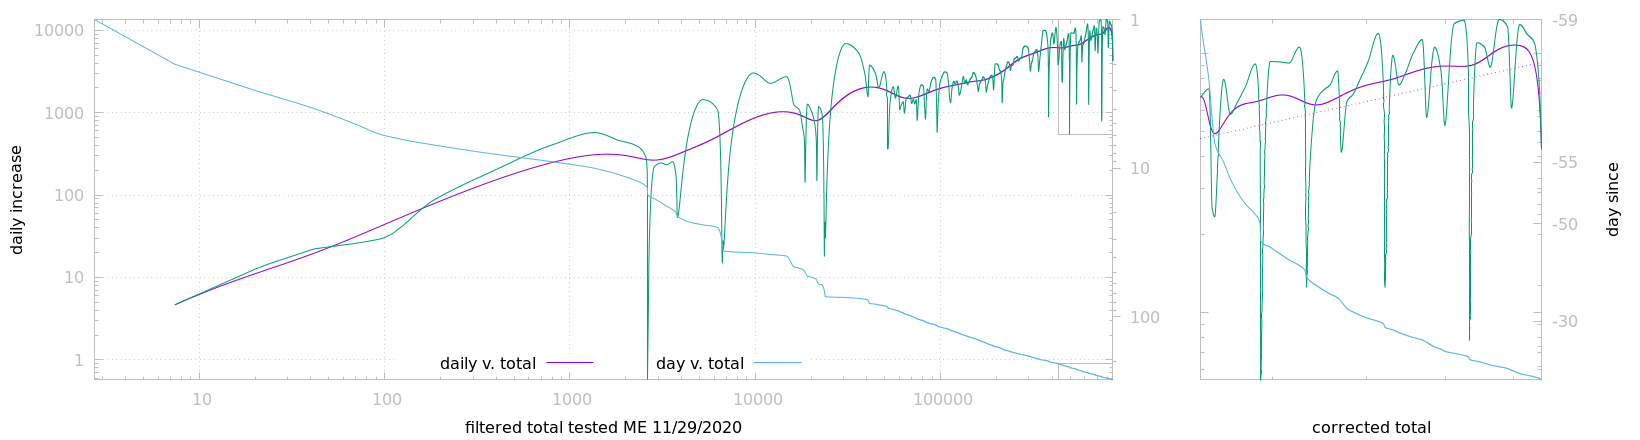 10000
1000
100
10
1
daily increase
1
10
100
daily v. total
day v. total
10
100
1000
10000
100000
filtered total tested ME 11/29/2020
-59
-55
-50
-30
day since
corrected total